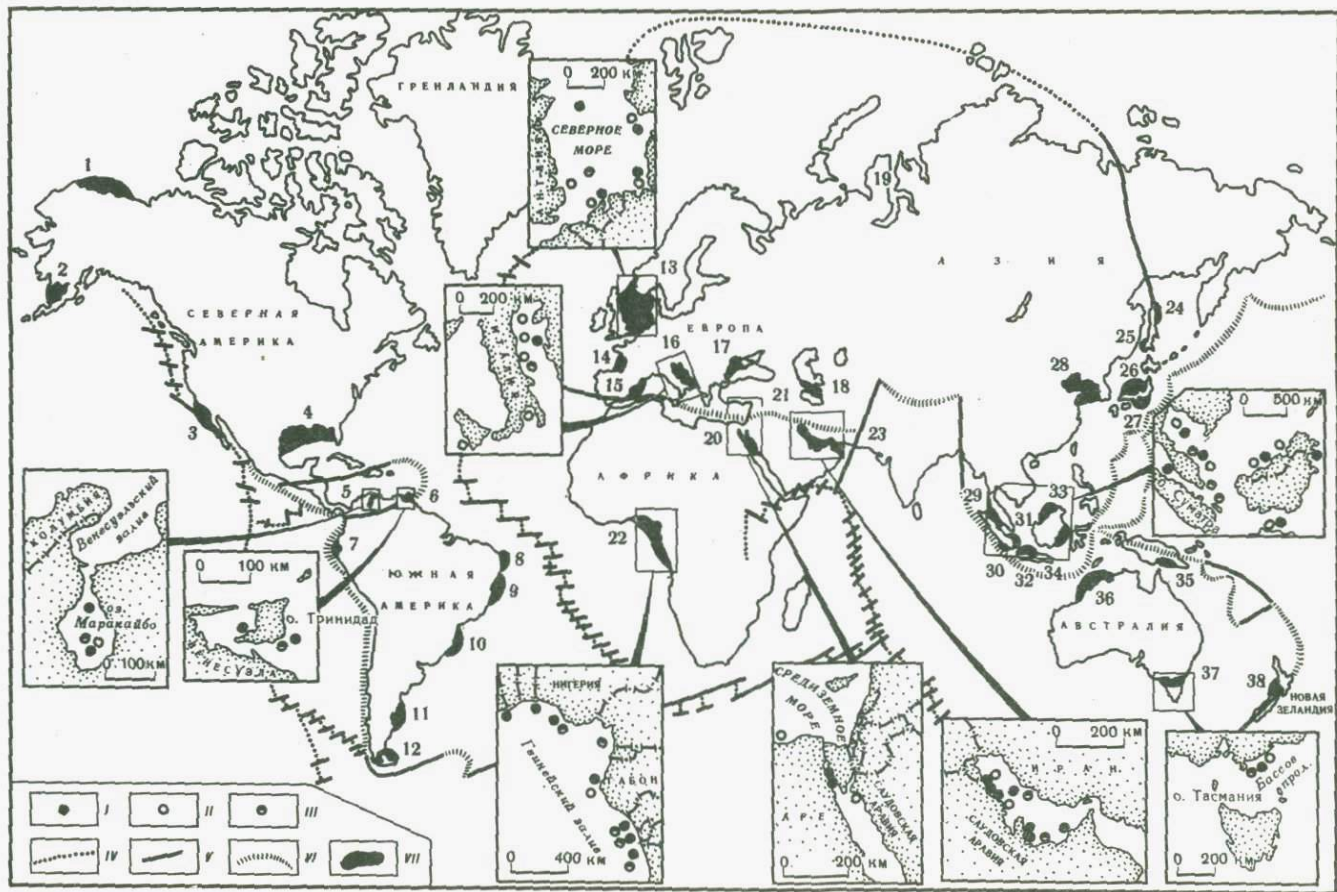 ГРЕНЛАНДИЯ
0 200 КМ
СЕВЕРНОЕ
МОРЕ
1
19
2
А З И Я
0 200 КМ
13
24
СЕВЕРНАЯ
АМЕРИКА
ЕВРОПА
25
14
16
17
28
26
15
18
21
27
3
4
20
23
0 500 КМ
АФРИКА
29
33
31
Суматра
5
6
КОЛУМБИЯ
Венесуэльский
залив
7
22
8
30
32
34
35
0 100 КМ
ЮЖНАЯ
АМЕРИКА
9
36
о. Тринидад
АВСТРАЛИЯ
оз.
Маракайбо
0 100КМ
ВЕНЕСУЭЛА
10
37
38
НОВАЯ
ЗЕЛАНДИЯ
НИГЕРИЯ
СРЕДИЗЕМНОЕ
МОРЕ
11
0 200 КМ
12
Гвинейский залив
ГАБОН
ИРАН
Бассов
прол.
САУДОВСКАЯ
АРАВИЯ
о. Тасмания
I
II
III
А Р Е
САУДОВСКАЯ
АРАВИЯ
IV
V
VI
VII
0 400 КМ
0 200 КМ
0 200 КМ